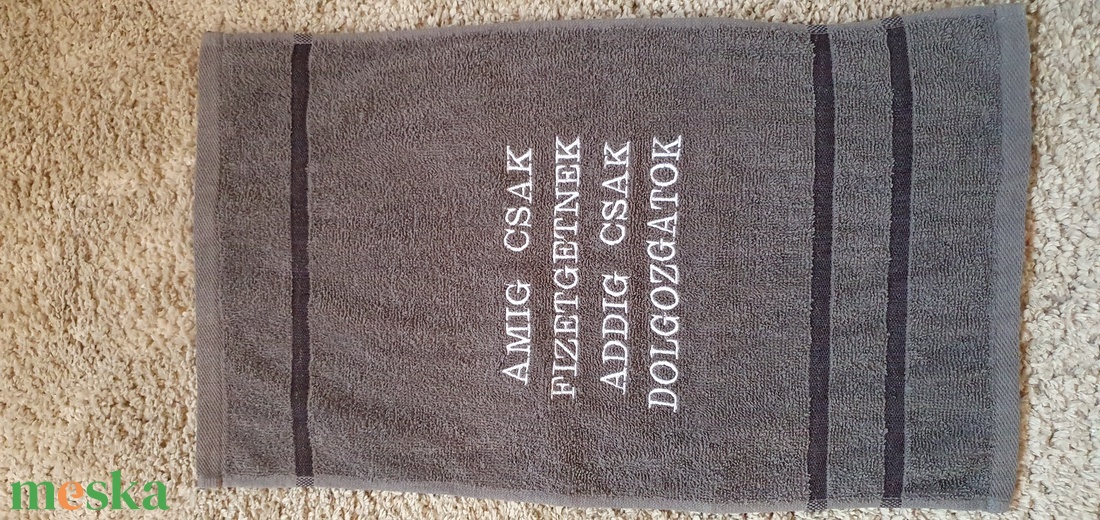 AMIG CSAK
FIZETGETNEK
ADDIG CSAK
DOLGOZGATOK
meska